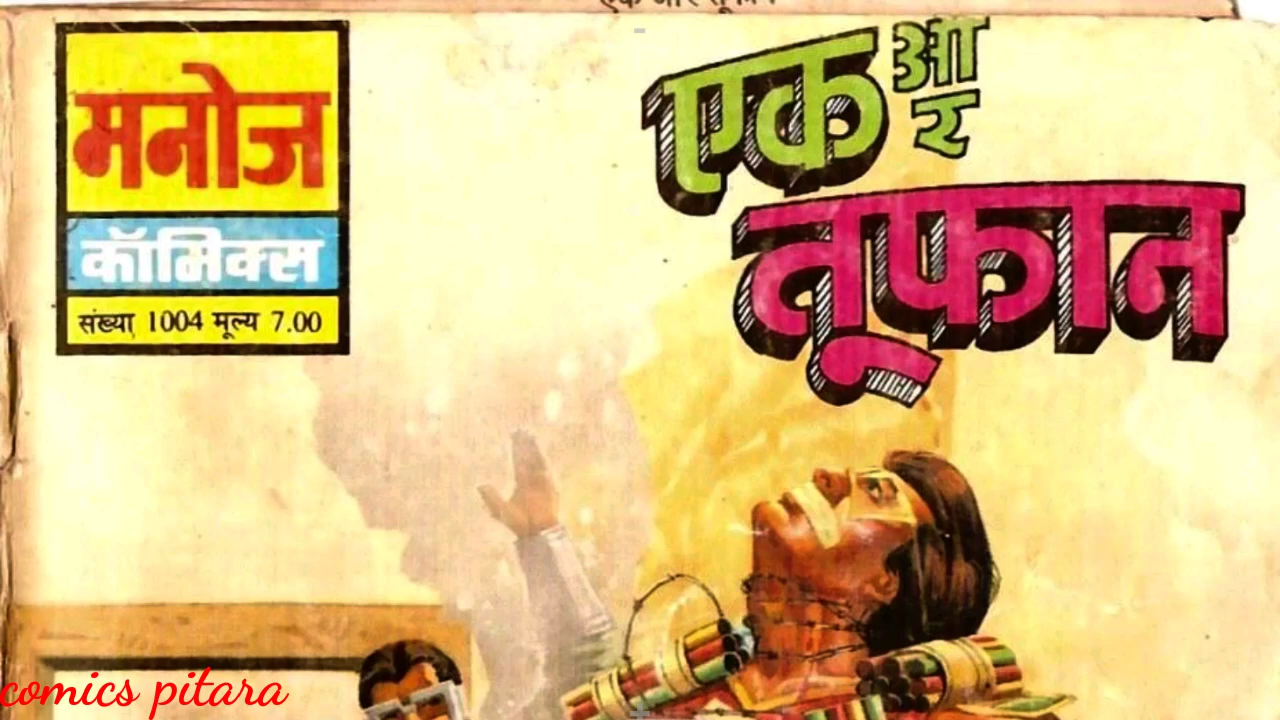 मनोज
कॉमिक्स
संख्या 1004 मूल्य 7.00
एक और
तूफान
comics pitara